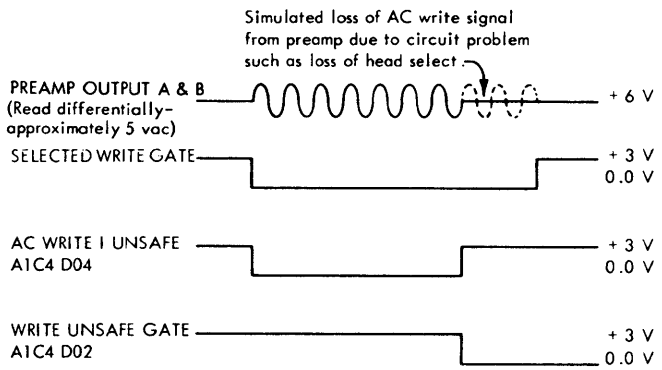 Simulated loss of AC write signal
from preamp due to circuit problem
such as loss of head select.
PREAMP OUTPUT A & B
(Read differentially-
approximately 5 vac)
+ 6 V
SELECTED WRITE GATE
+ 3 V
0.0 V
AC WRITE I UNSAFE
A1C4 D04
+ 3 V
0.0 V
WRITE UNSAFE GATE
A1C4 D02
+ 3 V
0.0 V